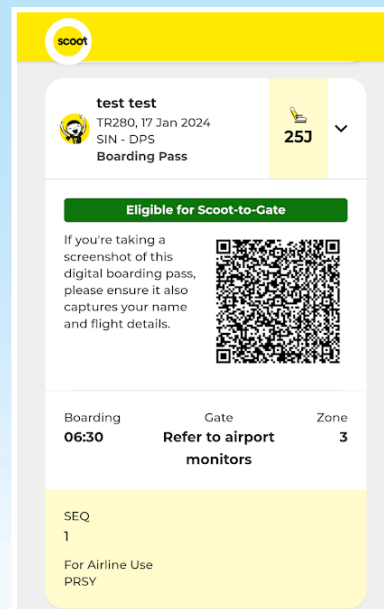 scoot
test test
TR280, 17 Jan 2024
SIN - DPS
Boarding Pass
25J
Eligible for Scoot-to-Gate
If you're taking a
screenshot of this
digital boarding pass,
please ensure it also
captures your name
and flight details.
Boarding Gate Zone
06:30 Refer to airport 3
monitors
SEQ
1
For Airline Use
PRSY